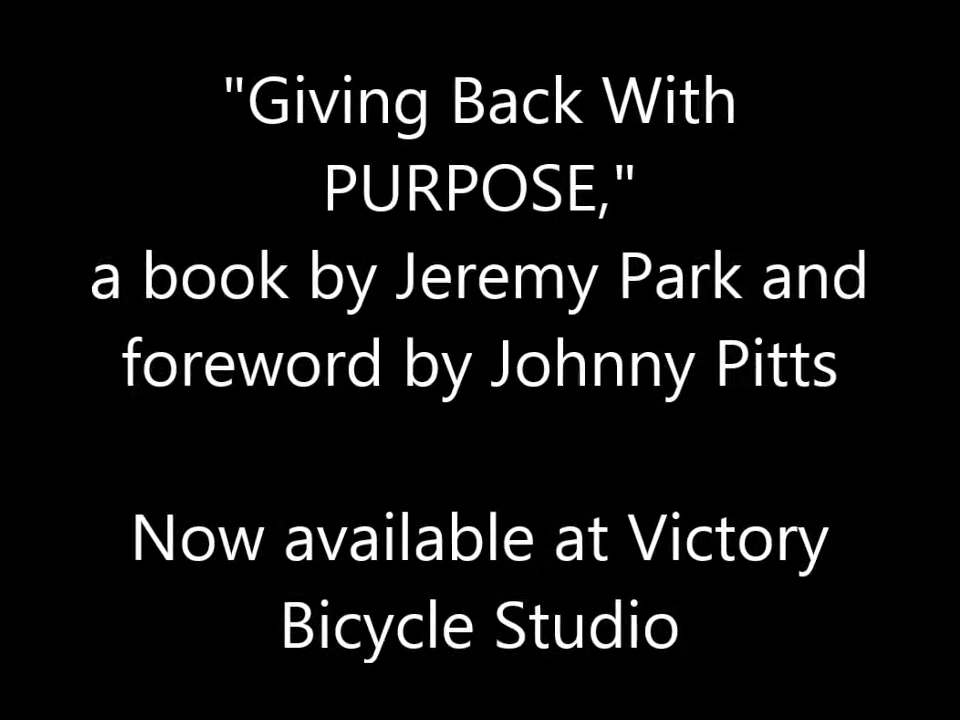 "Giving Back With
PURPOSE,"
a book by Jeremy Park and
foreword by Johnny Pitts
Now available at Victory
Bicycle Studio